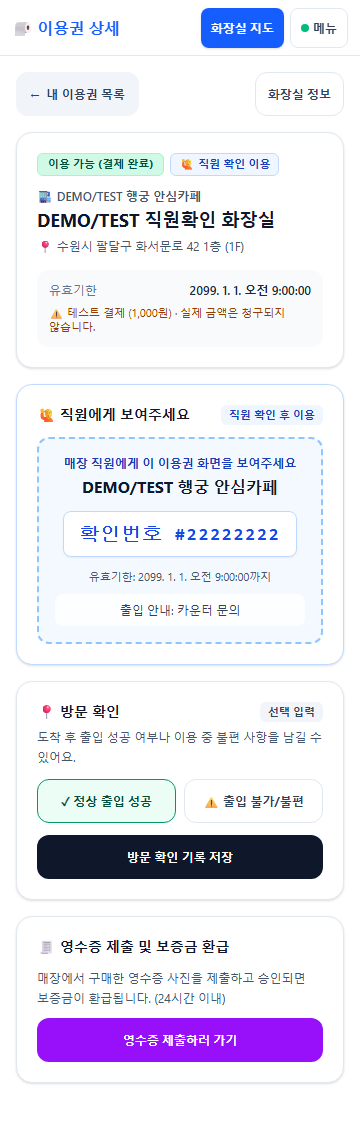 이용권 상세
화장실 지도
메뉴
← 내 이용권 목록
화장실 정보
이용 가능 (결제 완료)
직원 확인 이용
DEMO/TEST 행궁 안심카페
DEMO/TEST 직원확인 화장실
수원시 팔달구 화서문로 42 1층 (1F)
유효기한
2099. 1. 1. 오전 9:00:00
테스트 결제 (1,000원) · 실제 금액은 청구되지
않습니다.
직원에게 보여주세요
직원 확인 후 이용
매장 직원에게 이 이용권 화면을 보여주세요
DEMO/TEST 행궁 안심카페
확인번호 #22222222
유효기한: 2099. 1. 1. 오전 9:00:00까지
출입 안내: 카운터 문의
방문 확인
선택 입력
도착 후 출입 성공 여부나 이용 중 불편 사항을 남길 수
있어요.
✓ 정상 출입 성공
출입 불가/불편
방문 확인 기록 저장
영수증 제출 및 보증금 환급
매장에서 구매한 영수증 사진을 제출하고 승인되면
보증금이 환급됩니다. (24시간 이내)
영수증 제출하러 가기